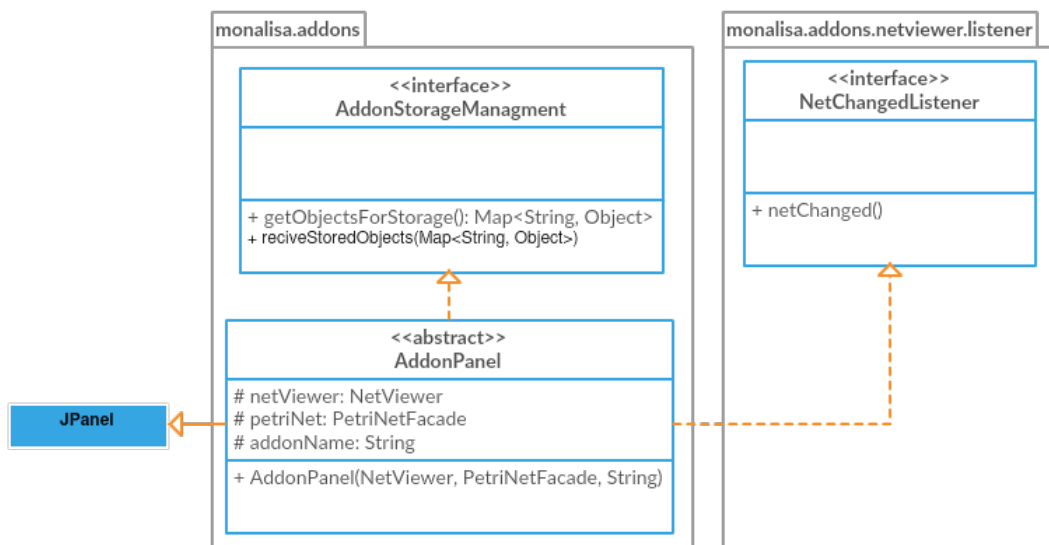 monalisa.addons
<<interface>>
AddonStorageManagment
+ getObjectsForStorage(): Map<String, Object>
+ reciveStoredObjects(Map<String, Object>)
<<abstract>>
AddonPanel
# netViewer: NetViewer
# petriNet: PetriNetFacade
# addonName: String
+ AddonPanel(NetViewer, PetriNetFacade, String)
JPanel
monalisa.addons.netviewer.listener
<<interface>>
NetChangedListener
+ netChanged()